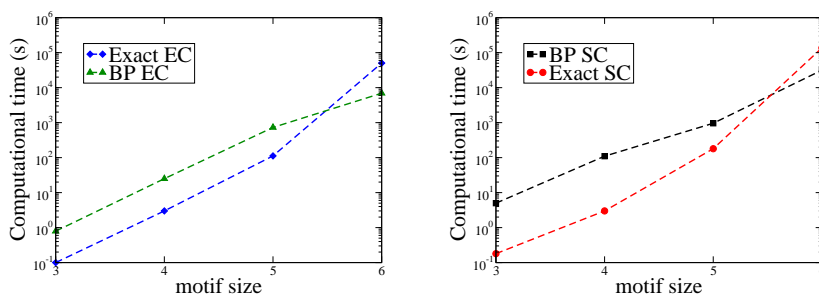 Computational time (s)
10^6
10^5
10^4
10^3
10^2
10^1
10^0
10^-1
Exact EC
BP EC
3 4 5 6
motif size
Computational time (s)
10^6
10^5
10^4
10^3
10^2
10^1
10^0
10^-1
BP SC
Exact SC
3 4 5
motif size